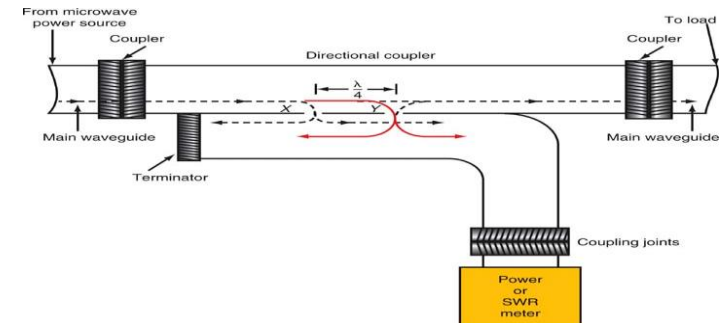 From microwave
power source
To load
Coupler
Directional coupler
Coupler
λ
4
X
Y
Main waveguide
Main waveguide
Terminator
Coupling joints
Power
or
SWR
meter